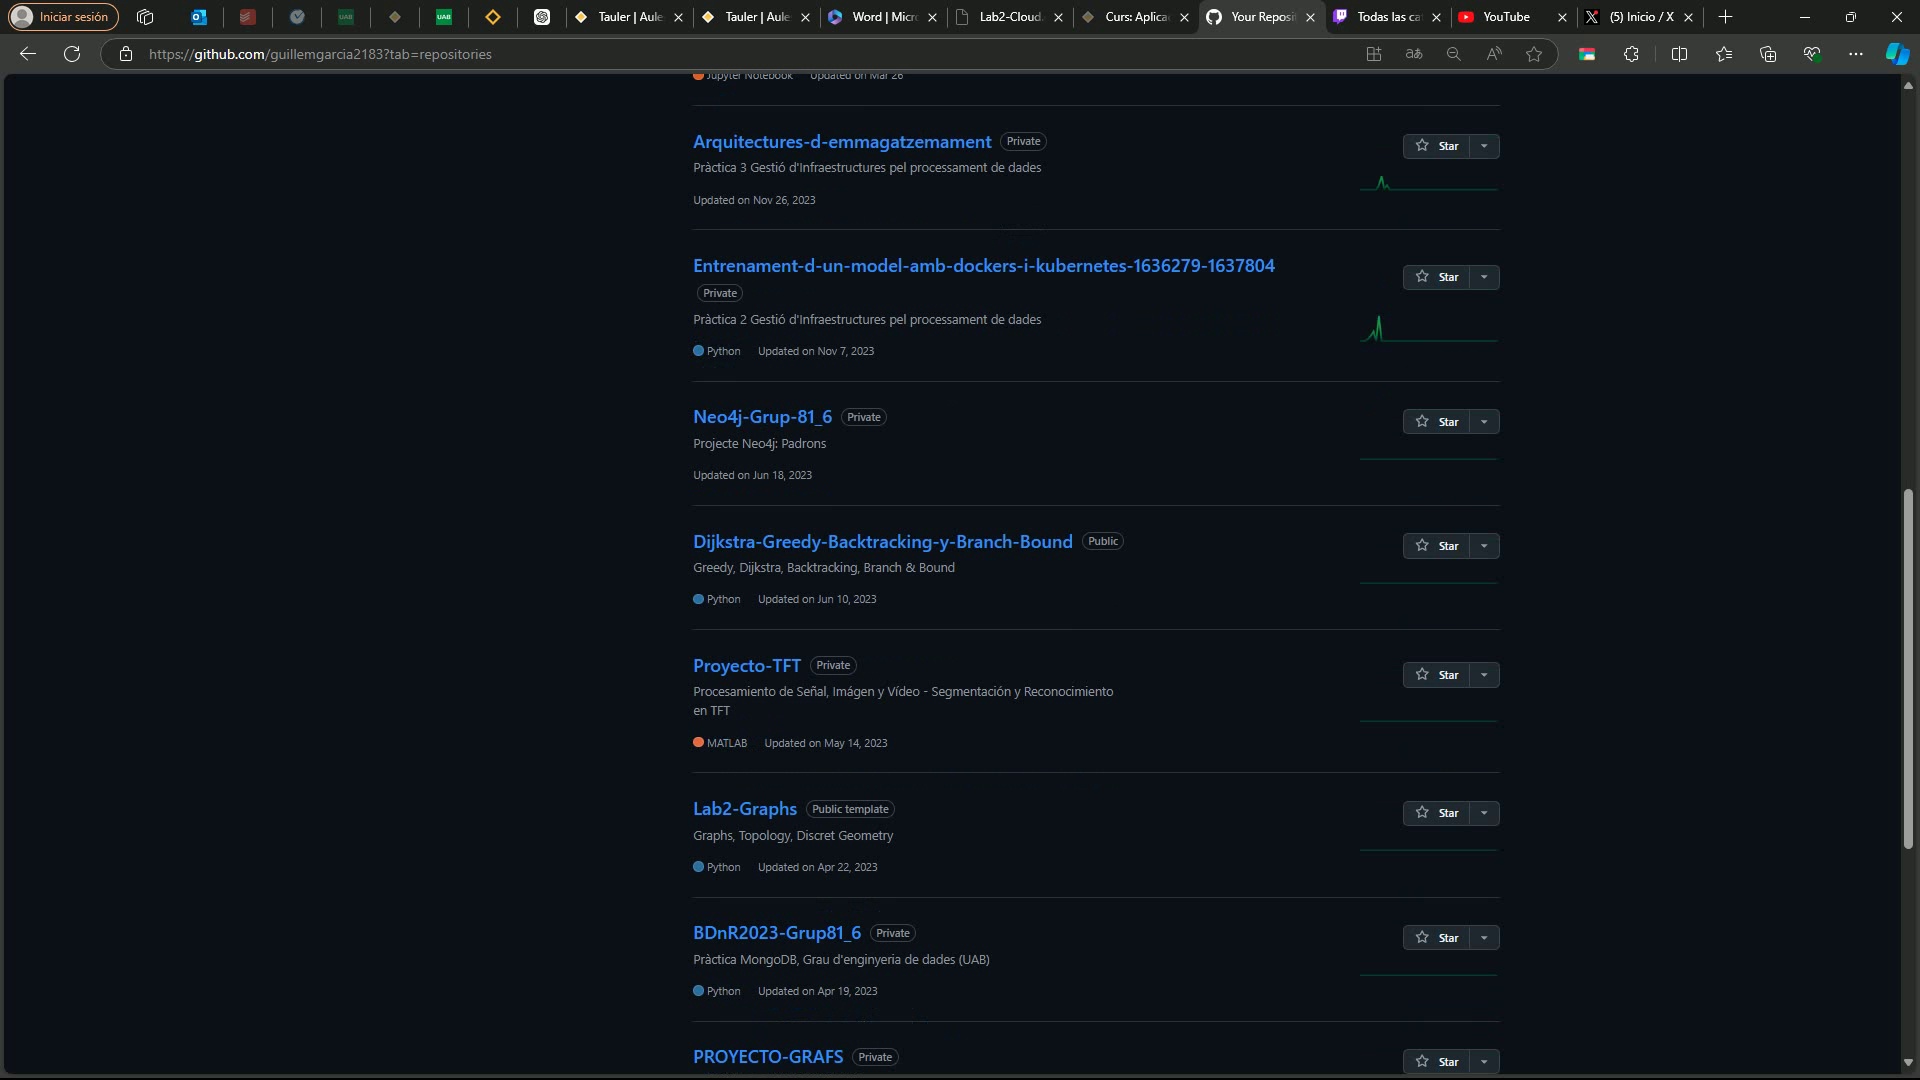 Iniciar sesión
UAB
UAB
Tauler | Aule
Tauler | Aule
Word | Micr
Lab2-Cloud.
Curs: Aplica
Your Reposit
Todas las ca
YouTube
(5) Inicio / X
https://github.com/guillemgarcia2183?tab=repositories
Jupyter Notebook Updated on Mar 26
Arquitectures-d-emmagatzemament Private
Star
Pràctica 3 Gestió d'Infraestructures pel processament de dades
Updated on Nov 26, 2023
Entrenament-d-un-model-amb-dockers-i-kubernetes-1636279-1637804
Star
Private
Pràctica 2 Gestió d'Infraestructures pel processament de dades
Python Updated on Nov 7, 2023
Neo4j-Grup-81_6 Private
Star
Projecte Neo4j: Padrons
Updated on Jun 18, 2023
Dijkstra-Greedy-Backtracking-y-Branch-Bound Public
Star
Greedy, Dijkstra, Backtracking, Branch & Bound
Python Updated on Jun 10, 2023
Proyecto-TFT Private
Star
Procesamiento de Señal, Imágen y Vídeo - Segmentación y Reconocimiento
en TFT
MATLAB Updated on May 14, 2023
Lab2-Graphs Public template
Star
Graphs, Topology, Discret Geometry
Python Updated on Apr 22, 2023
BDnR2023-Grup81_6 Private
Star
Pràctica MongoDB, Grau d'enginyeria de dades (UAB)
Python Updated on Apr 19, 2023
PROYECTO-GRAFS Private
Star